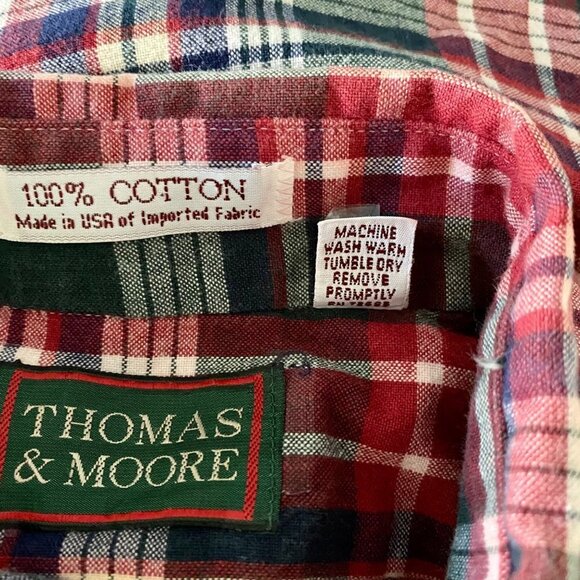 100% COTTON
Made in USA of Imported Fabric
MACHINE
WASH WARM
TUMBLE DRY
REMOVE
PROMPTLY
THOMAS
& MOORE